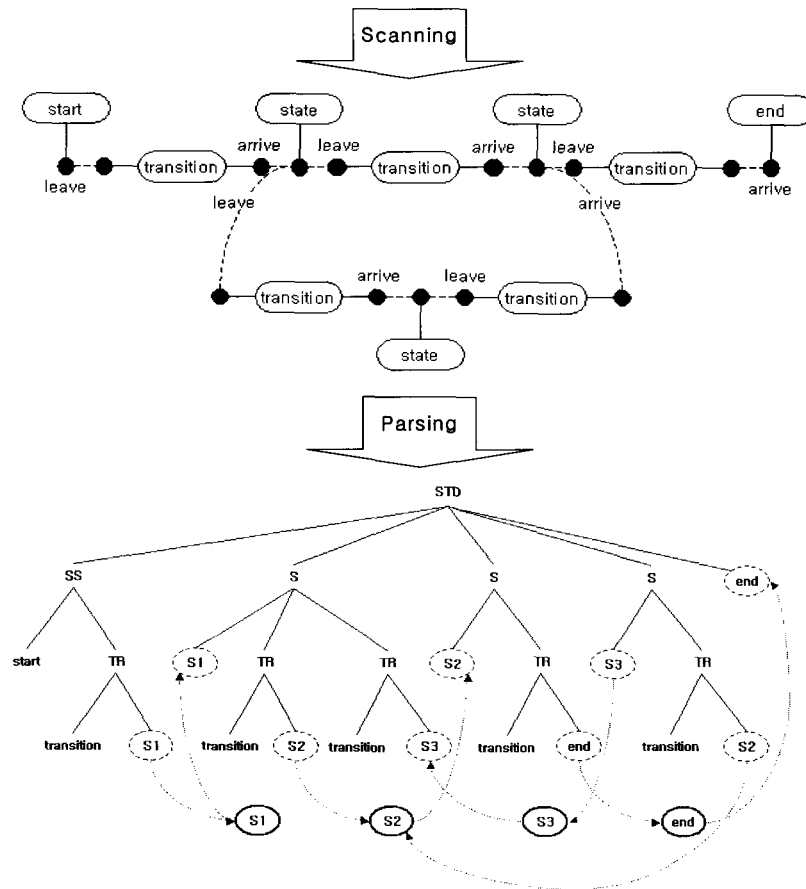 Scanning
start state state end
arrive leave arrive leave
transition transition transition
leave arrive
leave arrive
arrive leave
transition transition
state
Parsing
STD
SS S S S end
start TR S1 TR TR S2 TR S3 TR
transition S1 transition S2 transition S3 transition end transition S2
S1 S2 S3 end